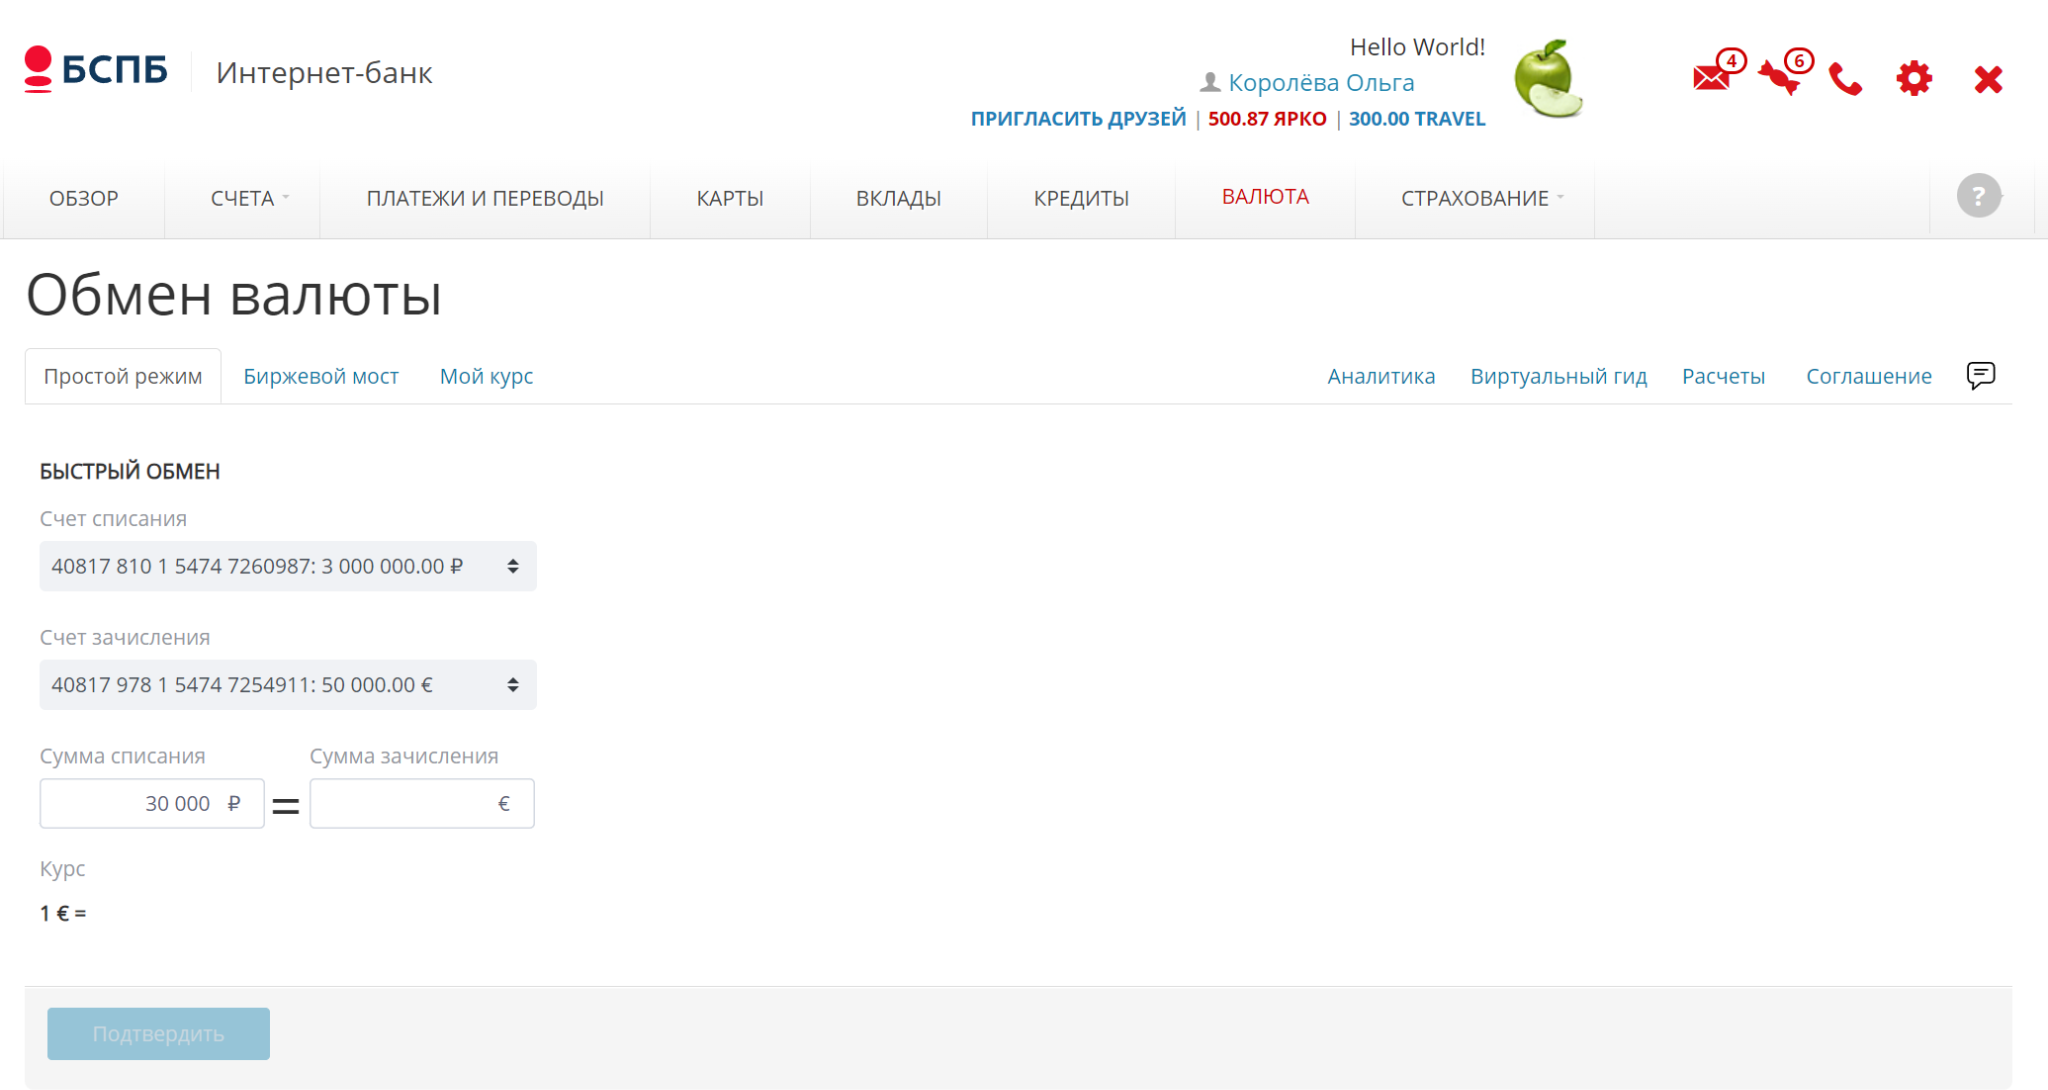 БСПБ Интернет-банк
Hello World!
Королёва Ольга
ПРИГЛАСИТЬ ДРУЗЕЙ | 500.87 ЯРКО | 300.00 TRAVEL
4 6
ОБЗОР СЧЕТА ПЛАТЕЖИ И ПЕРЕВОДЫ КАРТЫ ВКЛАДЫ КРЕДИТЫ ВАЛЮТА СТРАХОВАНИЕ ?
Обмен валюты
Простой режим Биржевой мост Мой курс Аналитика Виртуальный гид Расчеты Соглашение
БЫСТРЫЙ ОБМЕН
Счет списания
40817 810 1 5474 7260987: 3 000 000.00 ₽
Счет зачисления
40817 978 1 5474 7254911: 50 000.00 €
Сумма списания Сумма зачисления
30 000 ₽ = €
Курс
1 € =
Подтвердить